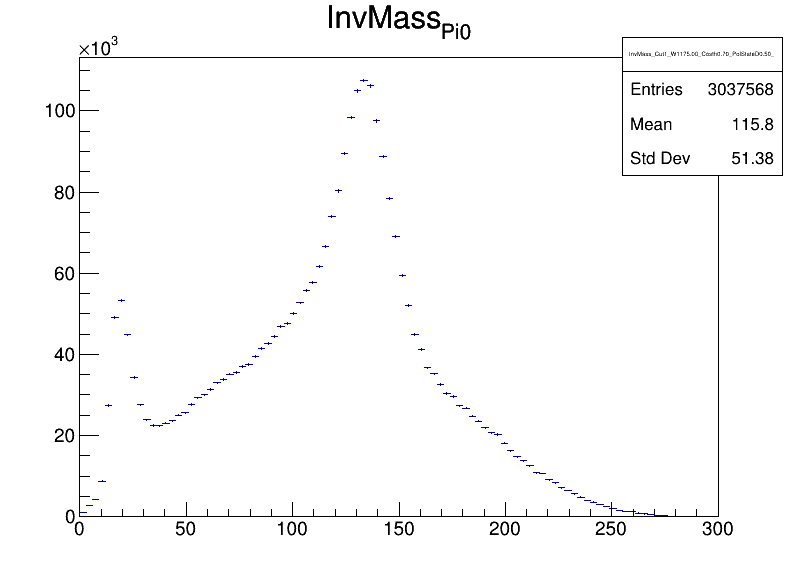 InvMass_Pi0
×10³
InvMass_Cut1_W1175.00_Costh0.70_PolStateD0.50_
Entries 3037568
Mean 115.8
Std Dev 51.38
100
80
60
40
20
0
0 50 100 150 200 250 300